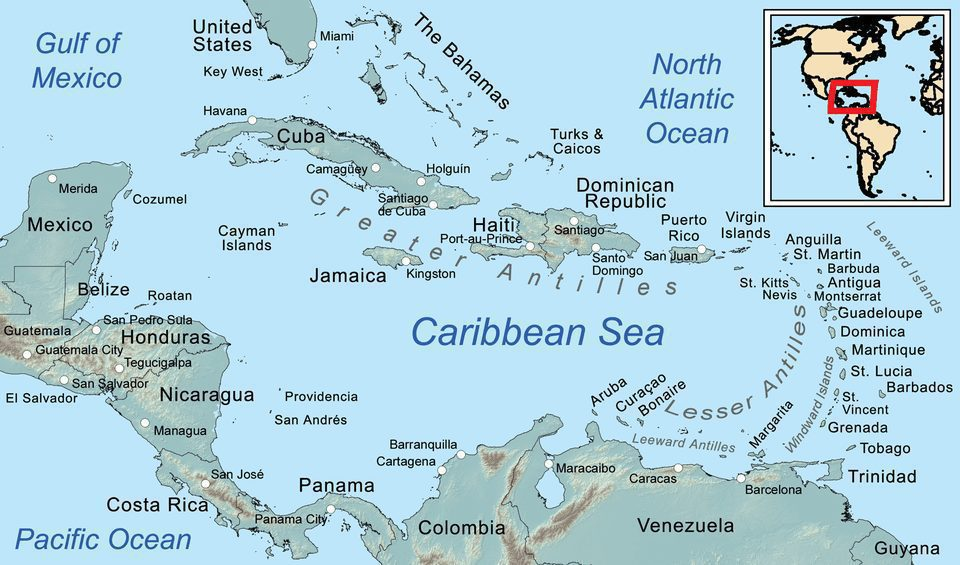 Gulf of
Mexico
United
States
Miami
Key West
The Bahamas
North
Atlantic
Ocean
Havana
Cuba
Turks &
Caicos
Camagüey
Holguín
Merida
Cozumel
Santiago
de Cuba
Dominican
Republic
Mexico
Cayman
Islands
Haiti
Port-au-Prince
Santiago
Puerto
Rico
Virgin
Islands
San Juan
Santo
Domingo
Jamaica
Kingston
Greater Antilles
Anguilla
St. Martin
Barbuda
Antigua
St. Kitts
Nevis
Montserrat
Guadeloupe
Leeward Islands
Belize
Roatan
San Pedro Sula
Guatemala
Honduras
Guatemala City
Tegucigalpa
San Salvador
El Salvador
Nicaragua
Managua
Caribbean Sea
Dominica
Martinique
St. Lucia
Barbados
St.
Vincent
Grenada
Windward Islands
Lesser Antilles
Providencia
San Andrés
Aruba
Curaçao
Bonaire
Leeward Antilles
Margarita
Tobago
Trinidad
Barranquilla
Cartagena
Maracaibo
Caracas
Barcelona
San José
Costa Rica
Panama
Panama City
Colombia
Venezuela
Guyana
Pacific Ocean